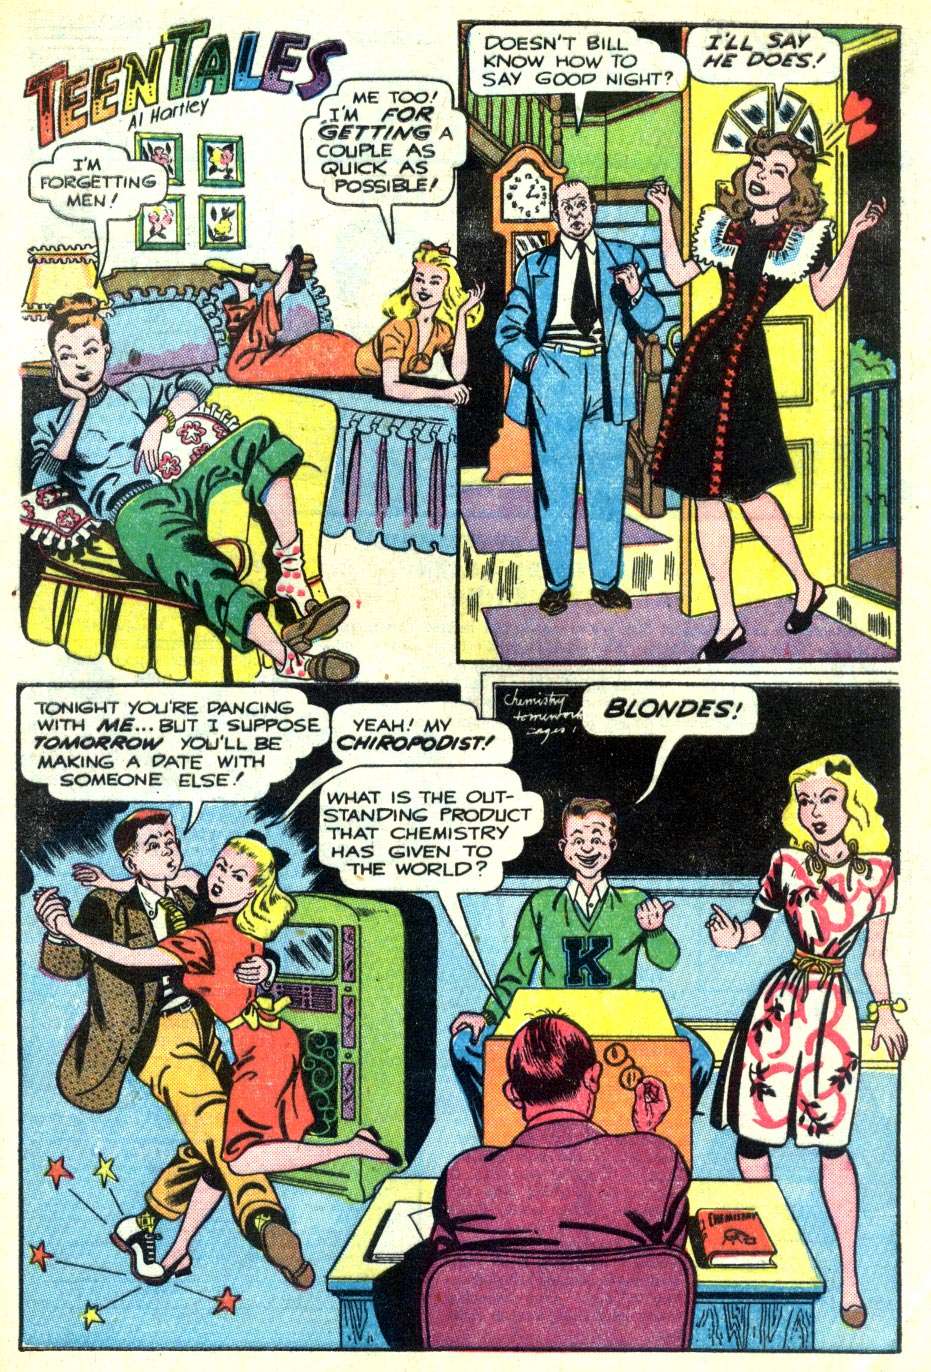 TEEN TALES
Al Hartley
I'M
FORGETTING
MEN!
ME TOO!
I'M FOR
GETTING A
COUPLE AS
QUICK AS
POSSIBLE!
DOESN'T BILL
KNOW HOW TO
SAY GOOD NIGHT?
I'LL SAY
HE DOES!
TONIGHT YOU'RE DANCING
WITH ME... BUT I SUPPOSE
TOMORROW YOU'LL BE
MAKING A DATE WITH
SOMEONE ELSE!
YEAH! MY
CHIROPODIST!
WHAT IS THE OUT-
STANDING PRODUCT
THAT CHEMISTRY
HAS GIVEN TO
THE WORLD?
Chemistry
BLONDES!
K
CHEMISTRY